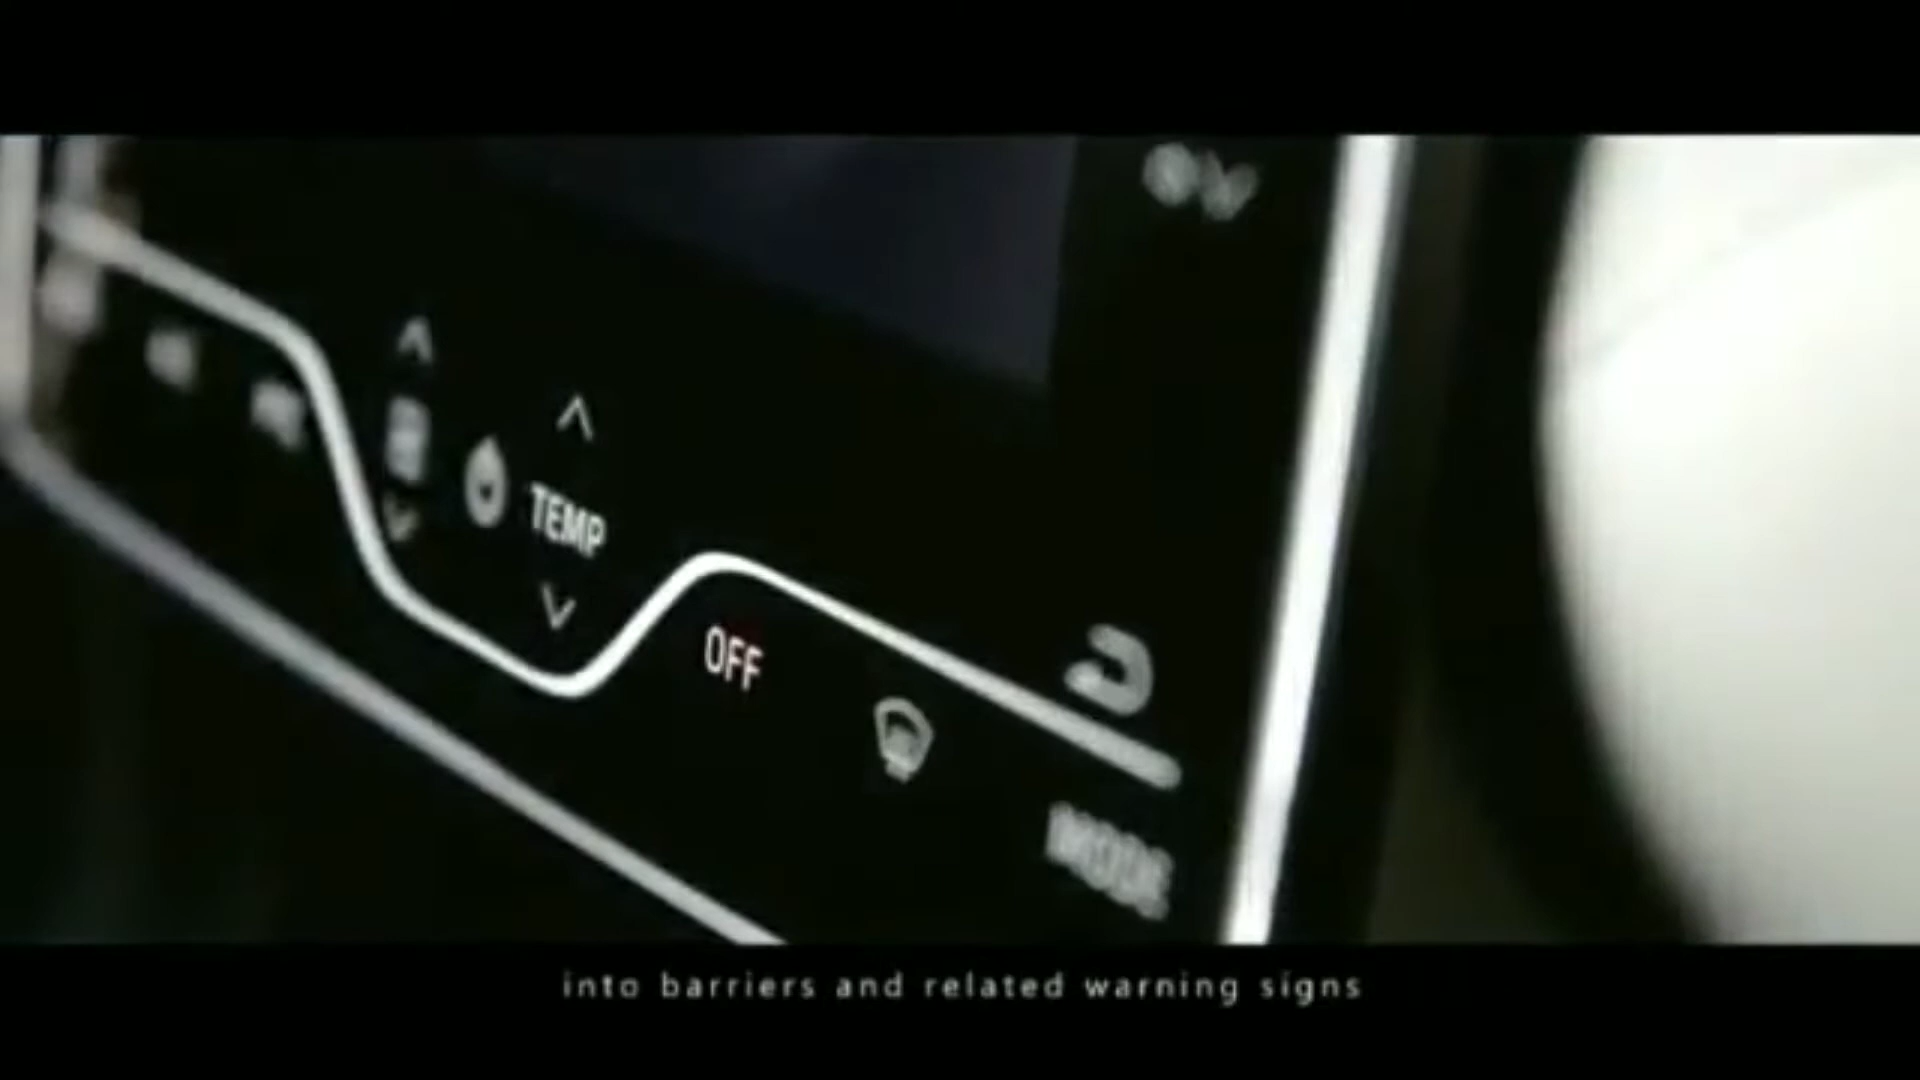 TEMP
OFF
MODE
into barriers and related warning signs